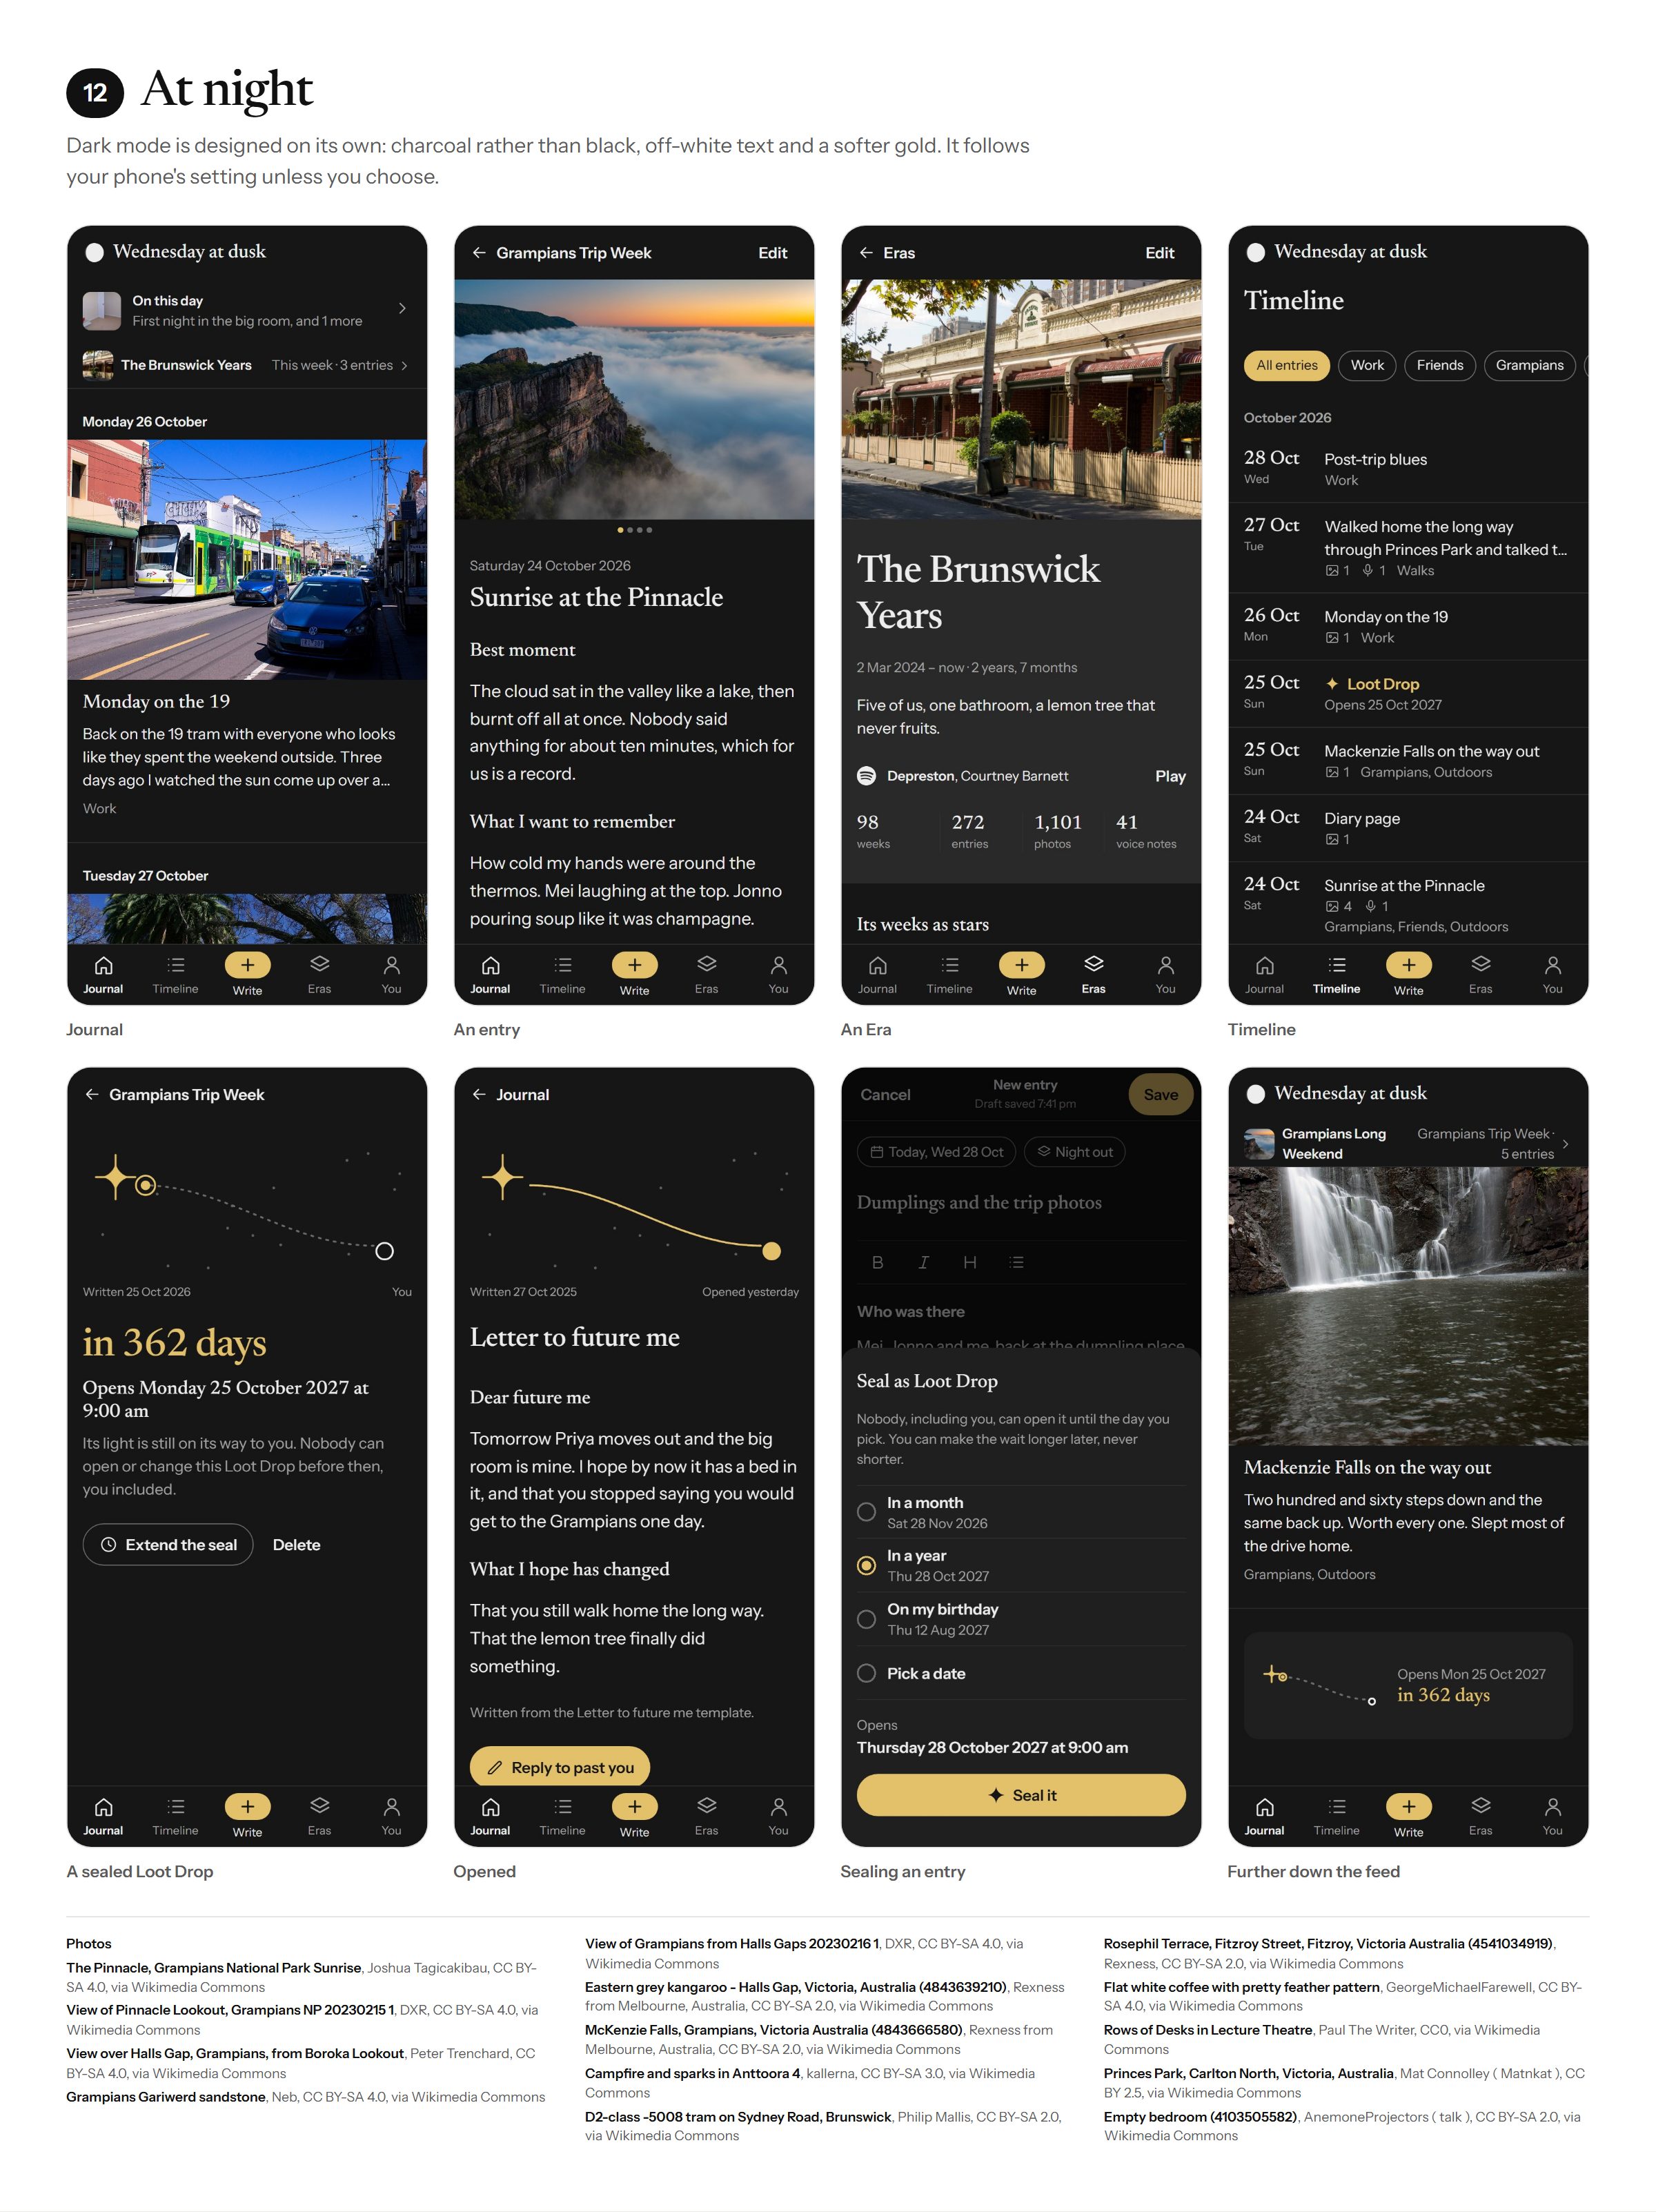 12 At night
Dark mode is designed on its own: charcoal rather than black, off-white text and a softer gold. It follows
your phone's setting unless you choose.
Wednesday at dusk
On this day
First night in the big room, and 1 more
The Brunswick Years This week · 3 entries
Monday 26 October
Monday on the 19
Back on the 19 tram with everyone who looks
like they spent the weekend outside. Three
days ago I watched the sun come up over a...
Work
Tuesday 27 October
Journal Timeline Write Eras You
Journal
Grampians Trip Week Edit
Saturday 24 October 2026
Sunrise at the Pinnacle
Best moment
The cloud sat in the valley like a lake, then
burnt off all at once. Nobody said
anything for about ten minutes, which for
us is a record.
What I want to remember
How cold my hands were around the
thermos. Mei laughing at the top. Jonno
pouring soup like it was champagne.
Journal Timeline Write Eras You
An entry
Eras Edit
The Brunswick
Years
2 Mar 2024 – now · 2 years, 7 months
Five of us, one bathroom, a lemon tree that
never fruits.
Depreston, Courtney Barnett Play
98 272 1,101 41
weeks entries photos voice notes
Its weeks as stars
Journal Timeline Write Eras You
An Era
Wednesday at dusk
Timeline
All entries Work Friends Grampians
October 2026
28 Oct Post-trip blues
Wed Work
27 Oct Walked home the long way
Tue through Princes Park and talked t...
1 1 Walks
26 Oct Monday on the 19
Mon 1 Work
25 Oct Loot Drop
Sun Opens 25 Oct 2027
25 Oct Mackenzie Falls on the way out
Sun 1 Grampians, Outdoors
24 Oct Diary page
Sat 1
24 Oct Sunrise at the Pinnacle
Sat 4 1
Grampians, Friends, Outdoors
Journal Timeline Write Eras You
Timeline
Grampians Trip Week
Written 25 Oct 2026 You
in 362 days
Opens Monday 25 October 2027 at
9:00 am
Its light is still on its way to you. Nobody can
open or change this Loot Drop before then,
you included.
Extend the seal Delete
Journal Timeline Write Eras You
A sealed Loot Drop
Journal
Written 27 Oct 2025 Opened yesterday
Letter to future me
Dear future me
Tomorrow Priya moves out and the big
room is mine. I hope by now it has a bed in
it, and that you stopped saying you would
get to the Grampians one day.
What I hope has changed
That you still walk home the long way.
That the lemon tree finally did
something.
Written from the Letter to future me template.
Reply to past you
Journal Timeline Write Eras You
Opened
Cancel New entry Save
Draft saved 7:41 pm
Today, Wed 28 Oct Night out
Dumplings and the trip photos
B I H
Who was there
Mei, Jonno and me, back at the dumpling place
Seal as Loot Drop
Nobody, including you, can open it until the day you
pick. You can make the wait longer later, never
shorter.
In a month
Sat 28 Nov 2026
In a year
Thu 28 Oct 2027
On my birthday
Thu 12 Aug 2027
Pick a date
Opens
Thursday 28 October 2027 at 9:00 am
Seal it
Sealing an entry
Wednesday at dusk
Grampians Long Grampians Trip Week ·
Weekend 5 entries
Mackenzie Falls on the way out
Two hundred and sixty steps down and the
same back up. Worth every one. Slept most of
the drive home.
Grampians, Outdoors
Opens Mon 25 Oct 2027
in 362 days
Journal Timeline Write Eras You
Further down the feed
Photos
The Pinnacle, Grampians National Park Sunrise, Joshua Tagicakibau, CC BY-
SA 4.0, via Wikimedia Commons
View of Pinnacle Lookout, Grampians NP 20230215 1, DXR, CC BY-SA 4.0, via
Wikimedia Commons
View over Halls Gap, Grampians, from Boroka Lookout, Peter Trenchard, CC
BY-SA 4.0, via Wikimedia Commons
Grampians Gariwerd sandstone, Neb, CC BY-SA 4.0, via Wikimedia Commons
View of Grampians from Halls Gaps 20230216 1, DXR, CC BY-SA 4.0, via
Wikimedia Commons
Eastern grey kangaroo - Halls Gap, Victoria, Australia (4843639210), Rexness
from Melbourne, Australia, CC BY-SA 2.0, via Wikimedia Commons
McKenzie Falls, Grampians, Victoria Australia (4843666580), Rexness from
Melbourne, Australia, CC BY-SA 2.0, via Wikimedia Commons
Campfire and sparks in Anttoora 4, kallerna, CC BY-SA 3.0, via Wikimedia
Commons
D2-class -5008 tram on Sydney Road, Brunswick, Philip Mallis, CC BY-SA 2.0,
via Wikimedia Commons
Rosephil Terrace, Fitzroy Street, Fitzroy, Victoria Australia (4541034919),
Rexness, CC BY-SA 2.0, via Wikimedia Commons
Flat white coffee with pretty feather pattern, GeorgeMichaelFarewell, CC BY-
SA 4.0, via Wikimedia Commons
Rows of Desks in Lecture Theatre, Paul The Writer, CC0, via Wikimedia
Commons
Princes Park, Carlton North, Victoria, Australia, Mat Connolley ( Matnkat ), CC
BY 2.5, via Wikimedia Commons
Empty bedroom (4103505582), AnemoneProjectors ( talk ), CC BY-SA 2.0, via
Wikimedia Commons